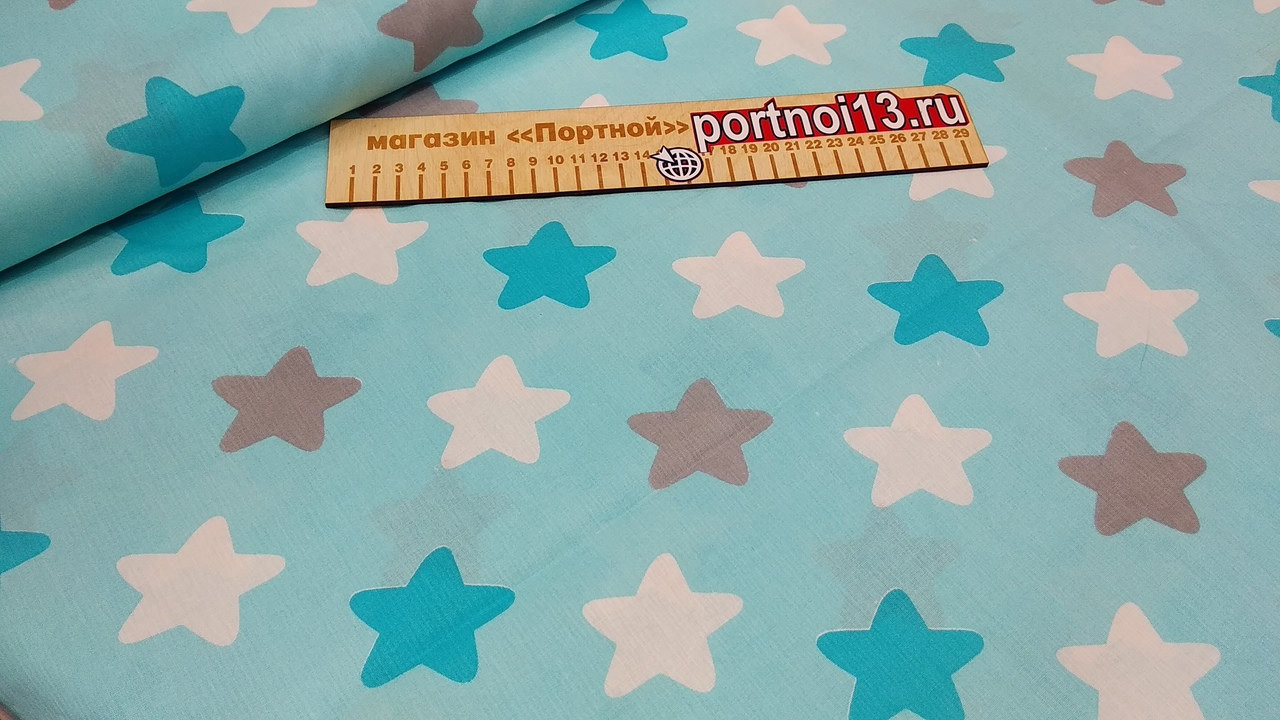 магазин <<Портной>>
portnoi13.ru
1 2 3 4 5 6 7 8 9 10 11 12 13 14 18 19 20 21 22 23 24 25 26 27 28 29